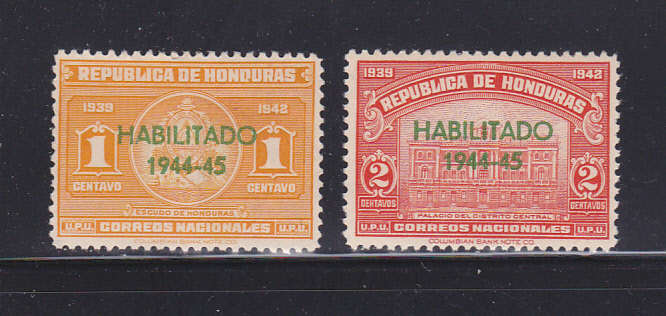 REPUBLICA DE HONDURAS
1939 1942
HABILITADO
1944-45
1 1
CENTAVO CENTAVO
ESCUDO DE HONDURAS
U.P.U. CORREOS NACIONALES U.P.U.
COLUMBIAN BANK NOTE CO.
1939 1942
REPUBLICA DE HONDURAS
HABILITADO
1944-45
2 2
CENTAVOS CENTAVOS
PALACIO DEL DISTRITO CENTRAL
U.P.U. CORREOS NACIONALES U.P.U.
COLUMBIAN BANK NOTE CO.